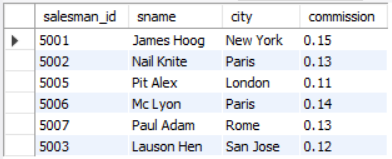 salesman_id sname city commission
5001 James Hoog New York 0.15
5002 Nail Knite Paris 0.13
5005 Pit Alex London 0.11
5006 Mc Lyon Paris 0.14
5007 Paul Adam Rome 0.13
5003 Lauson Hen San Jose 0.12